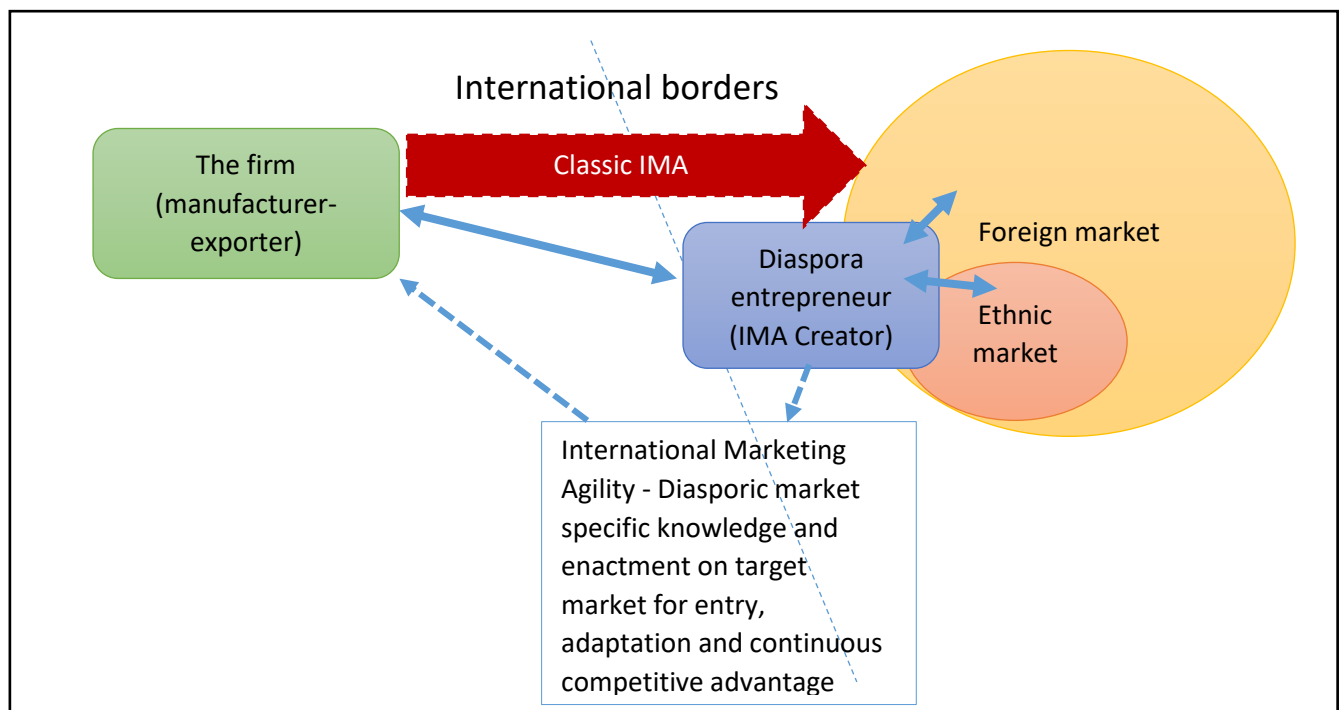 International borders
The firm
(manufacturer-
exporter)
Classic IMA
Foreign market
Diaspora
entrepreneur
(IMA Creator)
Ethnic
market
International Marketing
Agility - Diasporic market
specific knowledge and
enactment on target
market for entry,
adaptation and continuous
competitive advantage